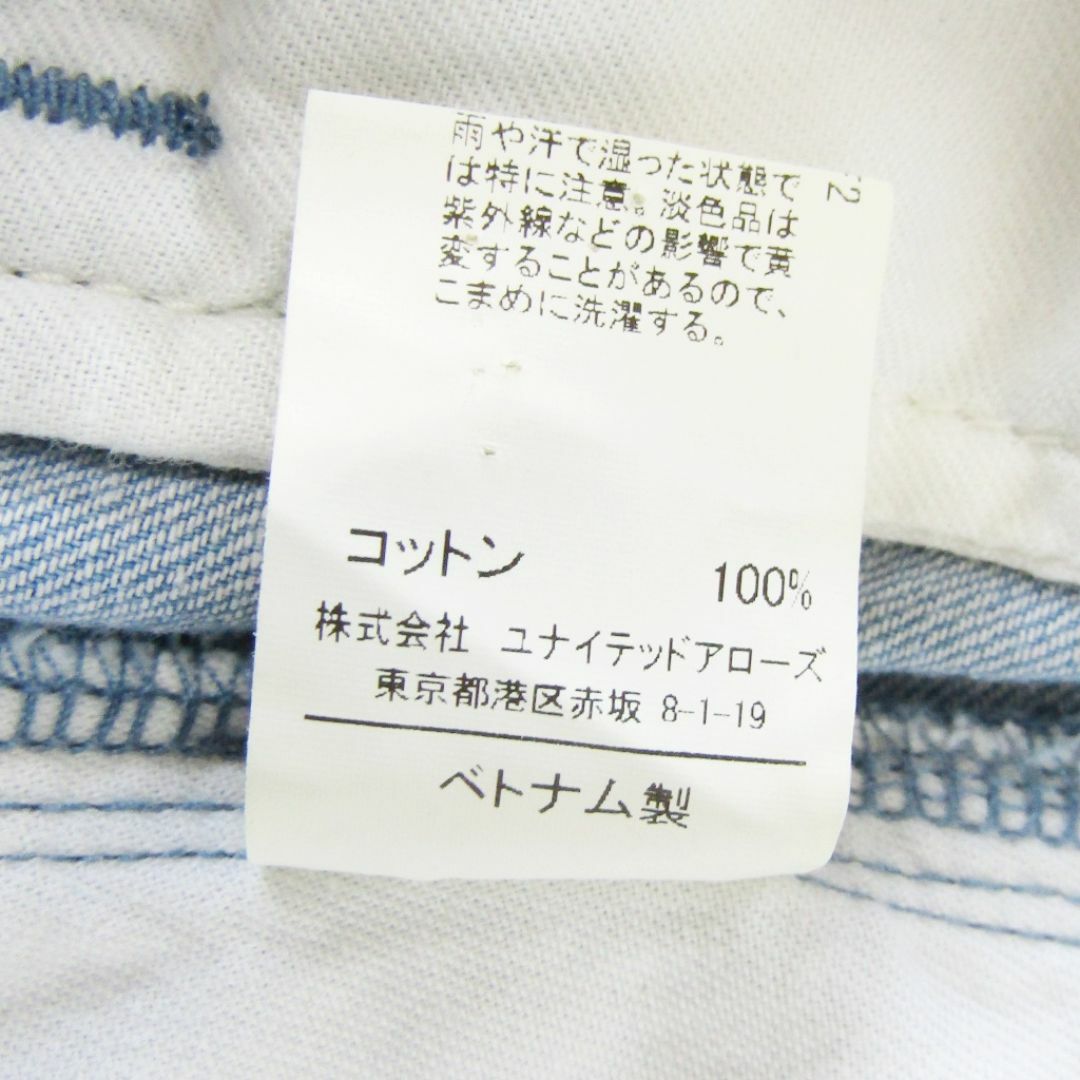 雨や汗で湿った状態で
は特に注意。淡色品は
紫外線などの影響で黄
変することがあるので、
こまめに洗濯する。
コットン 100%
株式会社 ユナイテッドアローズ
東京都港区赤坂 8-1-19
ベトナム製